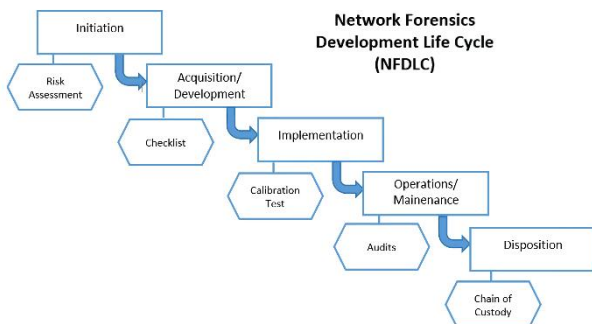 Network Forensics
Development Life Cycle
(NFDLC)
Initiation
Risk
Assessment
Acquisition/
Development
Checklist
Implementation
Calibration
Test
Operations/
Mainenance
Audits
Disposition
Chain of
Custody